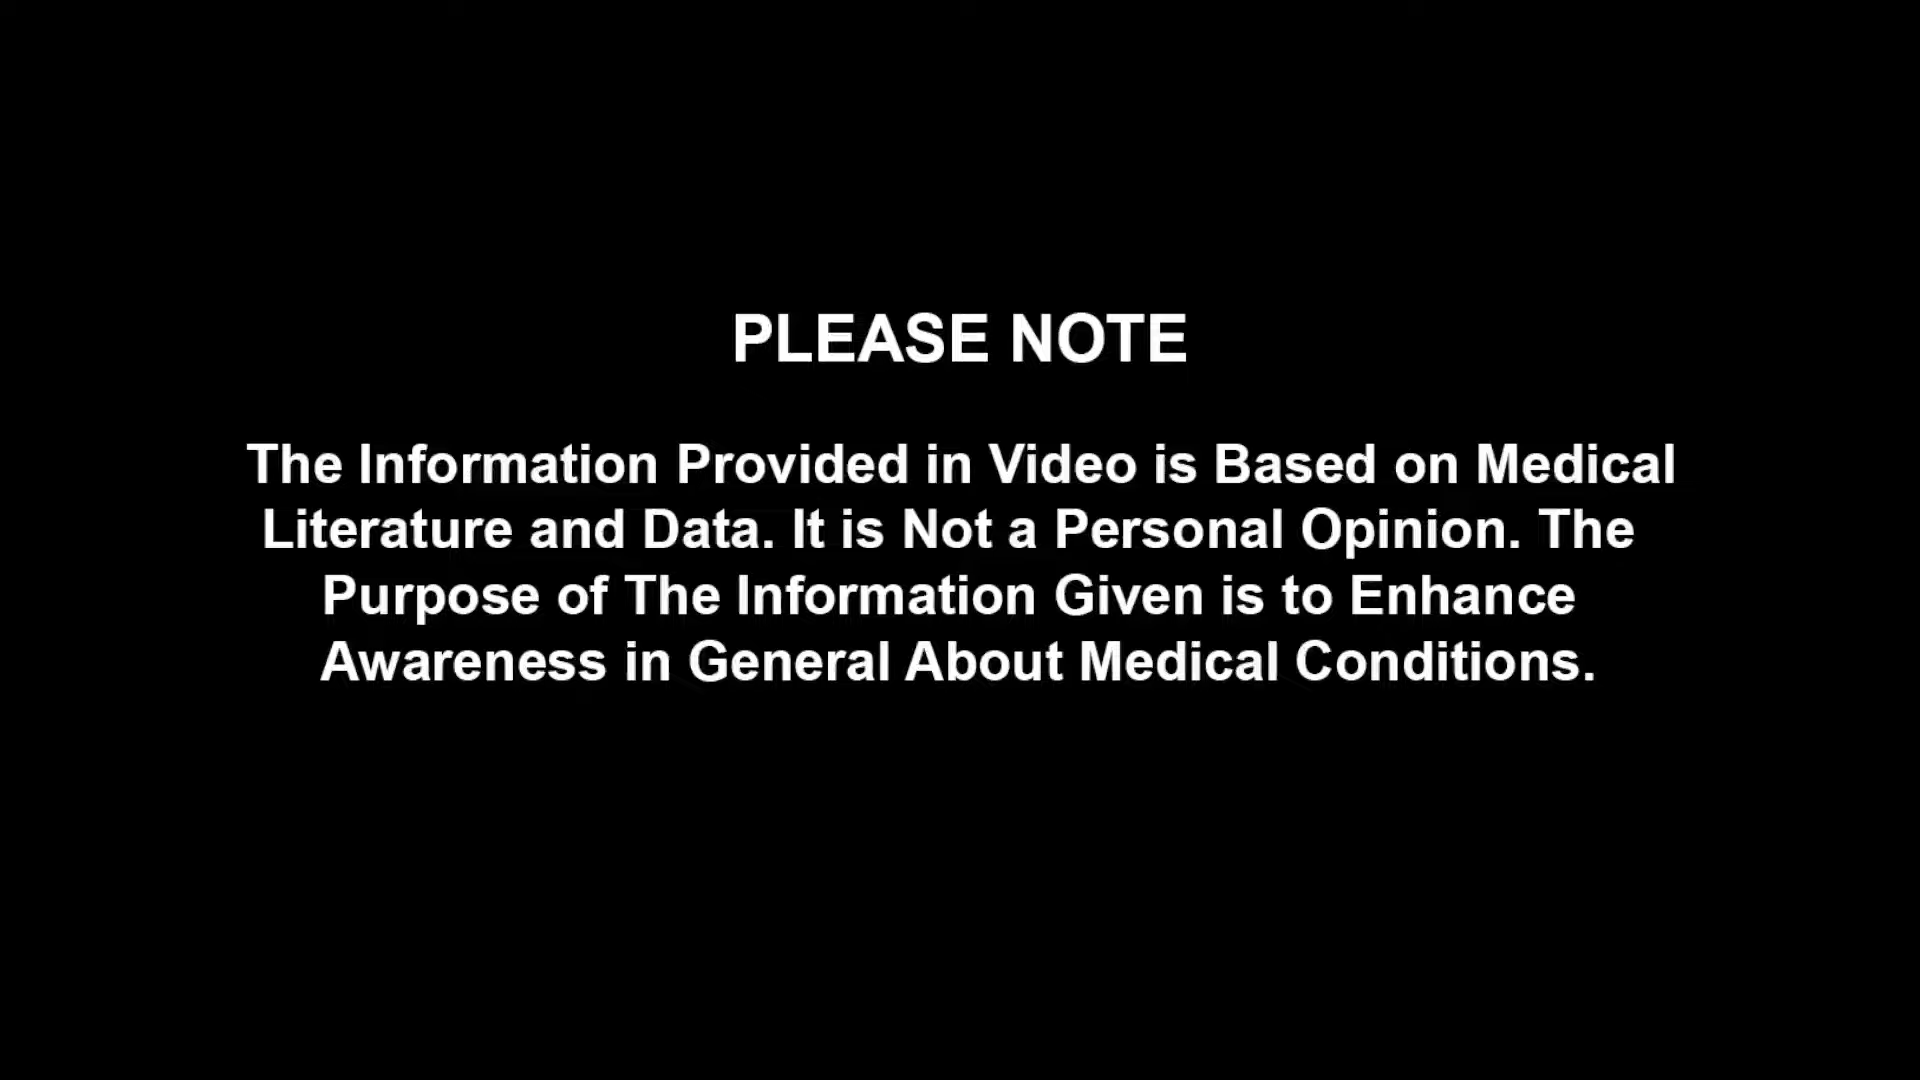 PLEASE NOTE
The Information Provided in Video is Based on Medical
Literature and Data. It is Not a Personal Opinion. The
Purpose of The Information Given is to Enhance
Awareness in General About Medical Conditions.